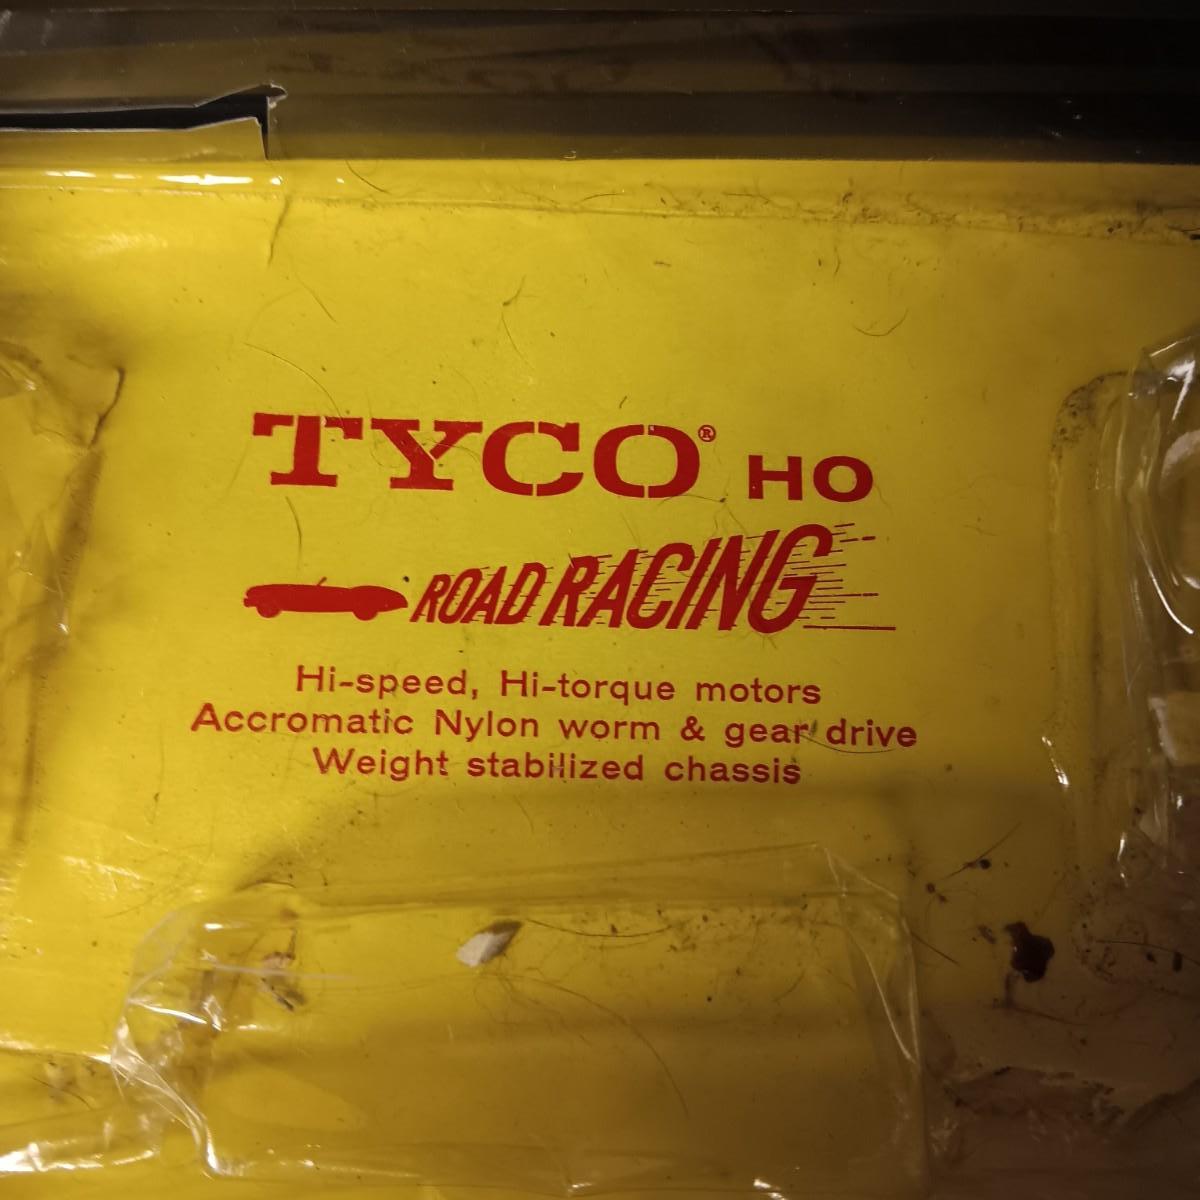 TYCO® HO
ROAD RACING
Hi-speed, Hi-torque motors
Accromatic Nylon worm & gear drive
Weight stabilized chassis